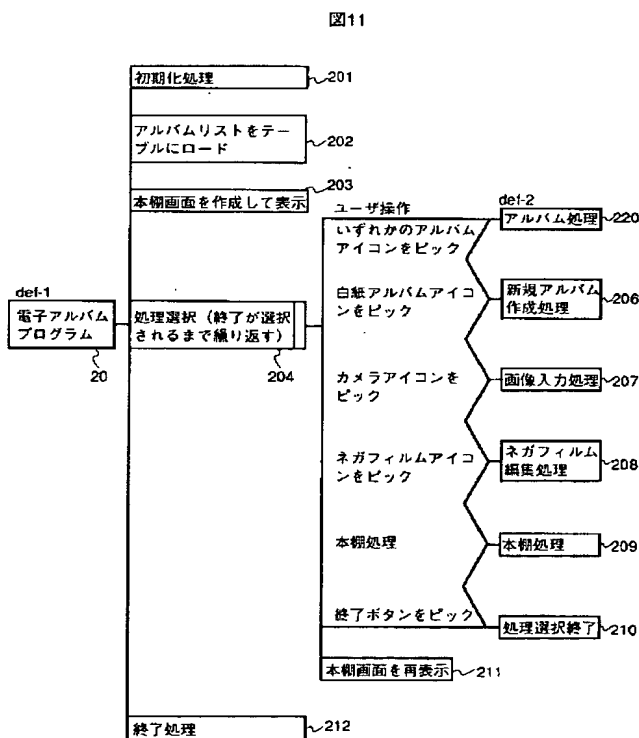 図11
初期化処理
201
アルバムリストをテー
ブルにロード
202
203
本棚画面を作成して表示
def-1
電子アルバム
プログラム
20
処理選択（終了が選択
されるまで繰り返す）
204
ユーザ操作
いずれかのアルバム
アイコンをピック
def-2
アルバム処理
220
白紙アルバムアイコ
ンをピック
新規アルバム
作成処理
206
カメラアイコンを
ピック
画像入力処理
207
ネガフィルムアイコ
ンをピック
ネガフィルム
編集処理
208
本棚処理
本棚処理
209
終了ボタンをピック
処理選択終了
210
本棚画面を再表示
211
終了処理
212